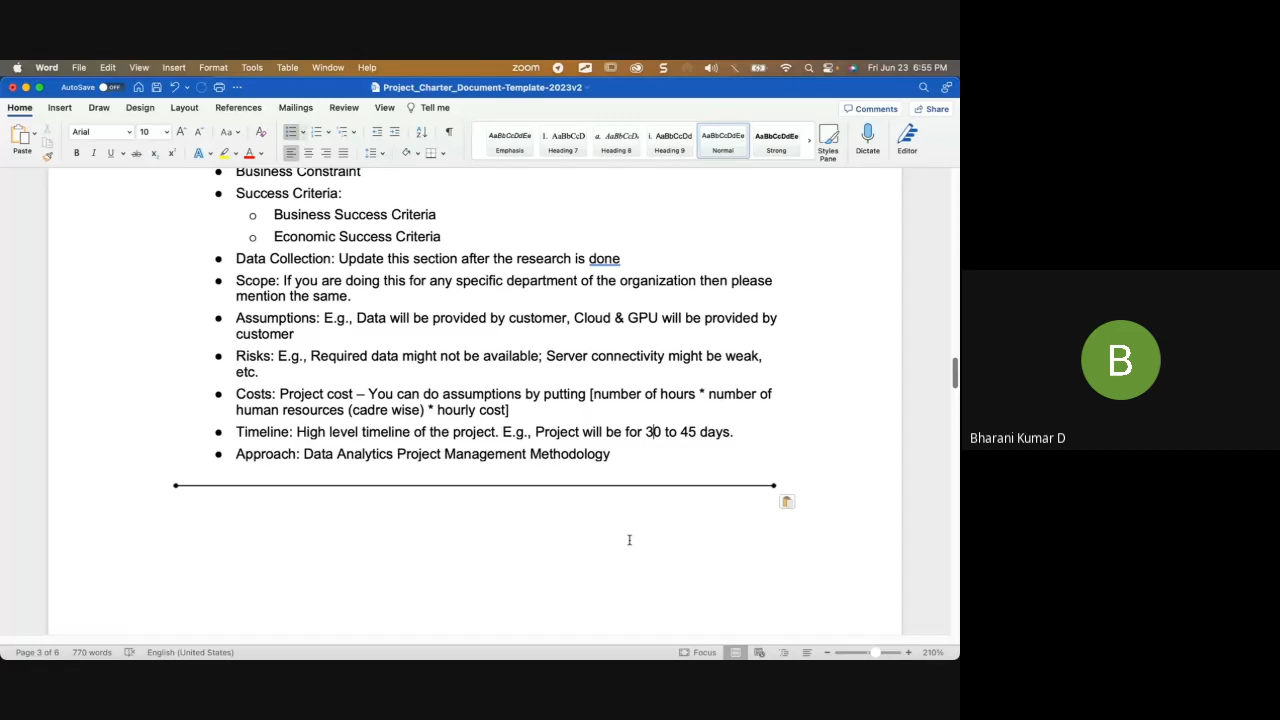 Word File Edit View Insert Format Tools Table Window Help zoom Fri Jun 23 6:55 PM
AutoSave OFF Project_Charter_Document-Template-2023v2
Home Insert Draw Design Layout References Mailings Review View Tell me Comments Share
Paste Arial 10 Aa
AaBbCcDdEe Emphasis
1. AaBbCcD Heading 7
a. AaBbCcDc Heading 8
i. AaBbCcDd Heading 9
AaBbCcDdEe Normal
AaBbCcDdEe Strong
Styles Pane
Dictate
Editor
● Business Constraint
● Success Criteria:
o Business Success Criteria
o Economic Success Criteria
● Data Collection: Update this section after the research is done
● Scope: If you are doing this for any specific department of the organization then please
mention the same.
● Assumptions: E.g., Data will be provided by customer, Cloud & GPU will be provided by
customer
● Risks: E.g., Required data might not be available; Server connectivity might be weak,
etc.
● Costs: Project cost – You can do assumptions by putting [number of hours * number of
human resources (cadre wise) * hourly cost]
● Timeline: High level timeline of the project. E.g., Project will be for 30 to 45 days.
● Approach: Data Analytics Project Management Methodology
Page 3 of 6 770 words English (United States) Focus 210%
B
Bharani Kumar D